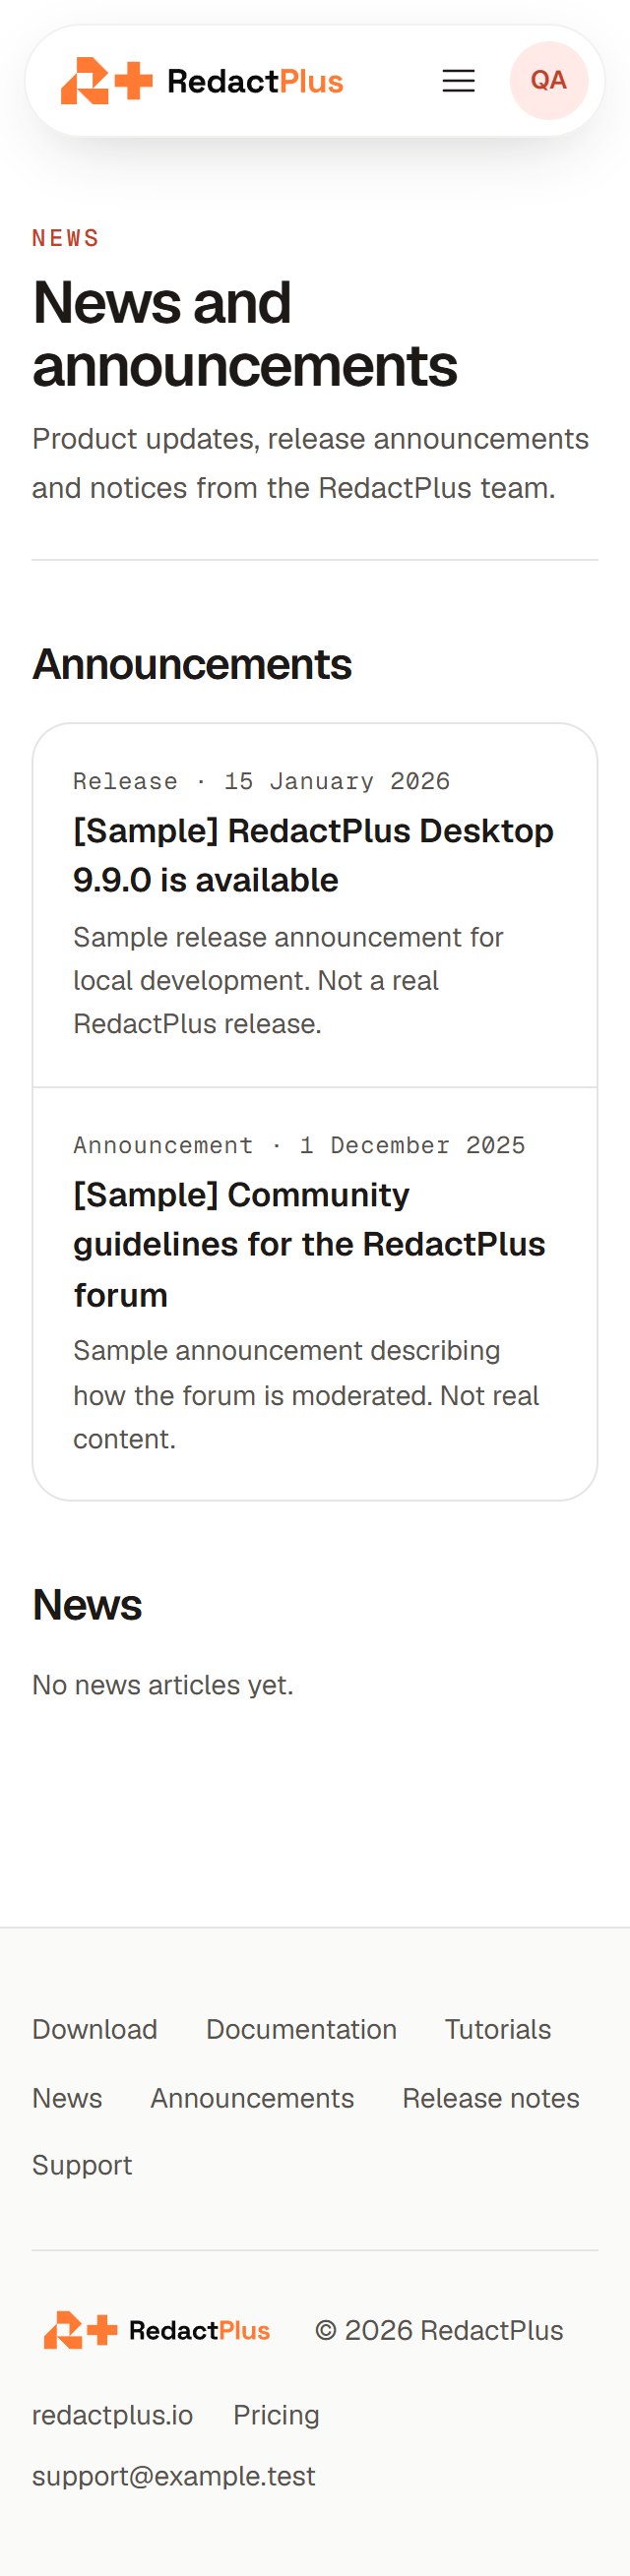 RedactPlus
QA
NEWS
News and
announcements
Product updates, release announcements
and notices from the RedactPlus team.
Announcements
Release · 15 January 2026
[Sample] RedactPlus Desktop
9.9.0 is available
Sample release announcement for
local development. Not a real
RedactPlus release.
Announcement · 1 December 2025
[Sample] Community
guidelines for the RedactPlus
forum
Sample announcement describing
how the forum is moderated. Not real
content.
News
No news articles yet.
Download Documentation Tutorials
News Announcements Release notes
Support
RedactPlus © 2026 RedactPlus
redactplus.io Pricing
support@example.test